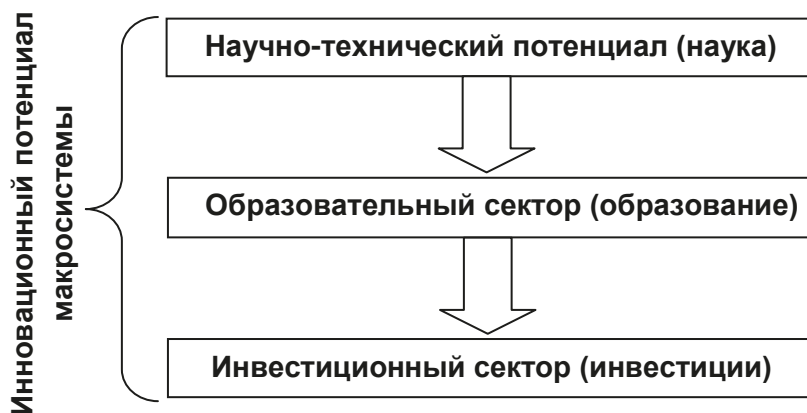 Инновационный потенциал
макросистемы
Научно-технический потенциал (наука)
Образовательный сектор (образование)
Инвестиционный сектор (инвестиции)